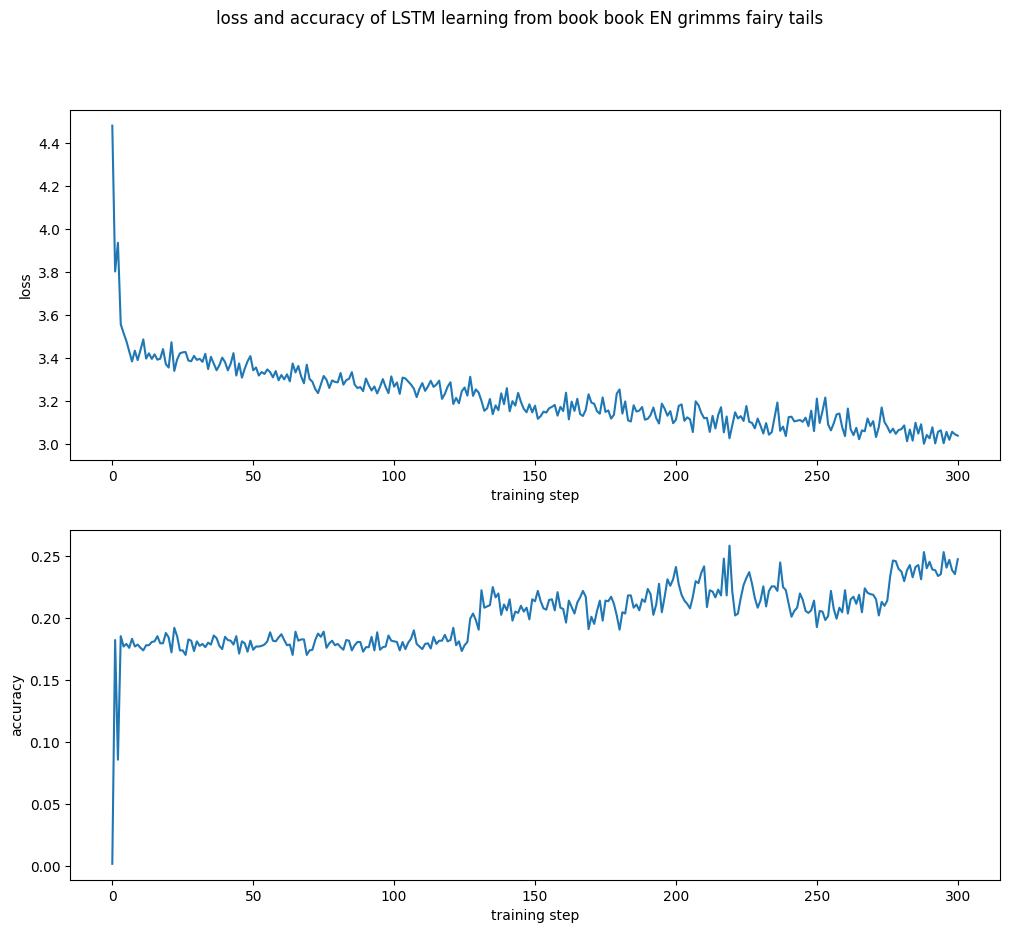 loss and accuracy of LSTM learning from book book EN grimms fairy tails
4.4
4.2
4.0
3.8
3.6
3.4
3.2
3.0
loss
0 50 100 150 200 250 300
training step
0.25
0.20
0.15
0.10
0.05
0.00
accuracy
0 50 100 150 200 250 300
training step